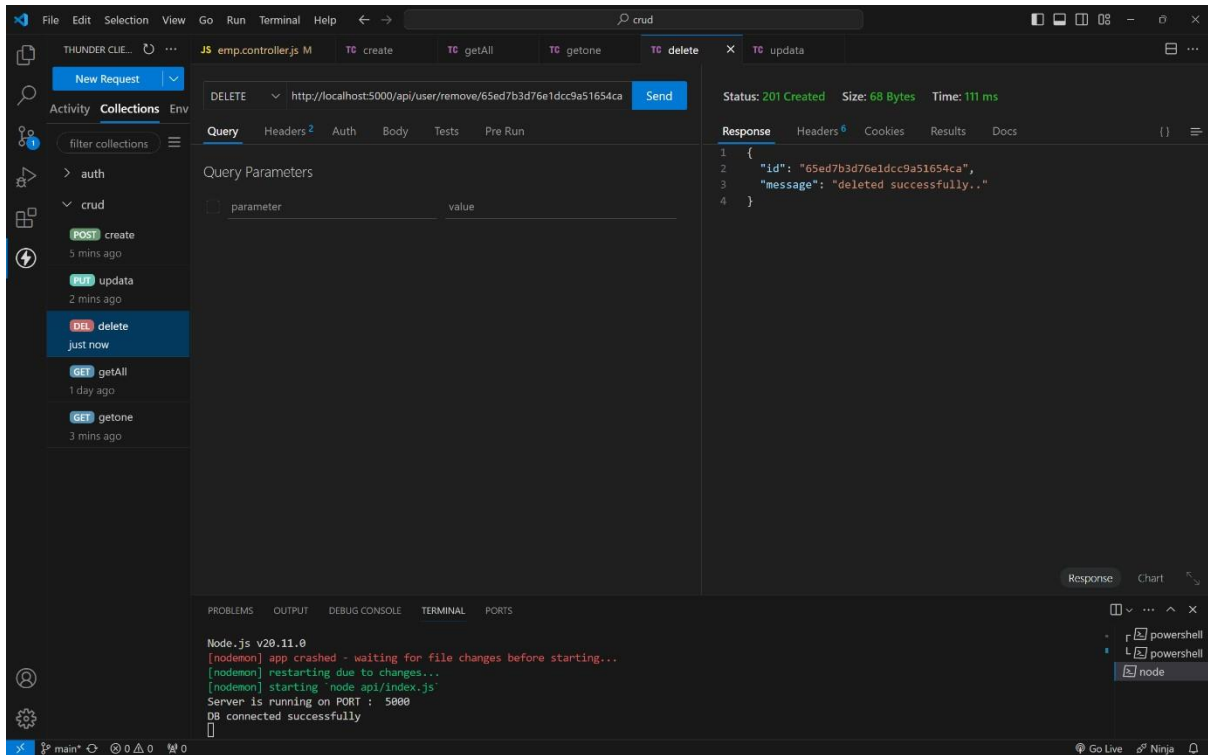 File Edit Selection View Go Run Terminal Help crud
THUNDER CLIE...
New Request
Activity Collections Env
filter collections
auth
crud
POST create
5 mins ago
PUT updata
2 mins ago
DEL delete
just now
GET getAll
1 day ago
GET getone
3 mins ago
JS emp.controller.js M TC create TC getAll TC getone TC delete TC updata
DELETE http://localhost:5000/api/user/remove/65ed7b3d76e1dcc9a51654ca Send
Query Headers 2 Auth Body Tests Pre Run
Query Parameters
parameter value
Status: 201 Created Size: 68 Bytes Time: 111 ms
Response Headers 6 Cookies Results Docs {}
1 {
2 "id": "65ed7b3d76e1dcc9a51654ca",
3 "message": "deleted successfully.."
4 }
Response Chart
PROBLEMS OUTPUT DEBUG CONSOLE TERMINAL PORTS
Node.js v20.11.0
[nodemon] app crashed - waiting for file changes before starting...
[nodemon] restarting due to changes...
[nodemon] starting `node api/index.js`
Server is running on PORT : 5000
DB connected successfully
powershell
powershell
node
1
main* 0 0 0 Go Live Ninja